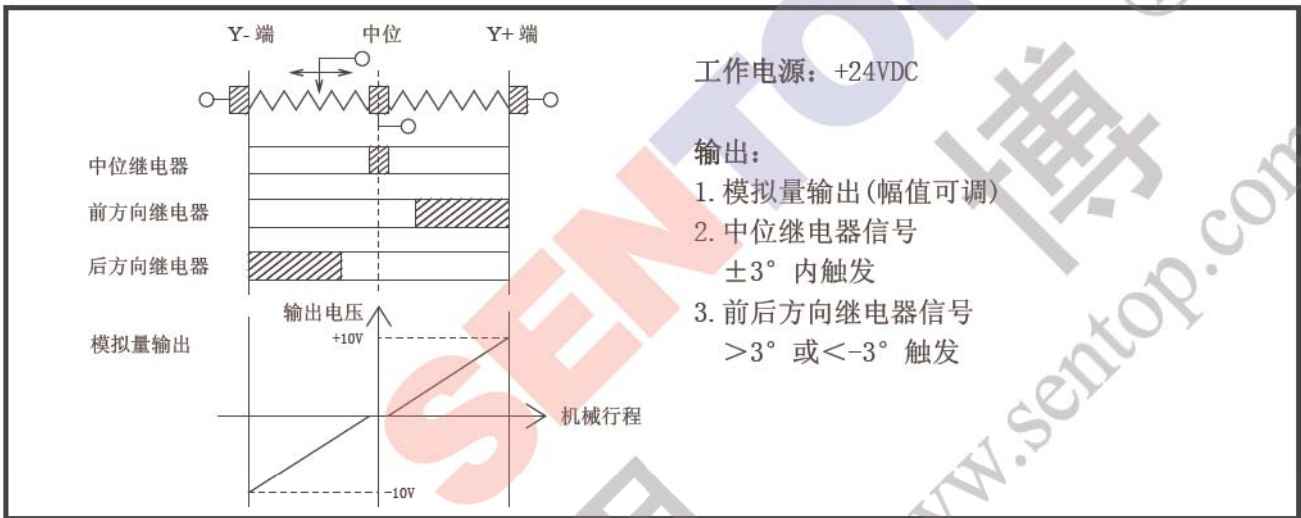 Y- 端 中位 Y+ 端
中位继电器
前方向继电器
后方向继电器
输出电压
+10V
模拟量输出
机械行程
-10V
工作电源：+24VDC
输出：
1.模拟量输出(幅值可调)
2.中位继电器信号
±3° 内触发
3.前后方向继电器信号
＞3° 或＜-3° 触发
SENTO
博
www.sentop.com